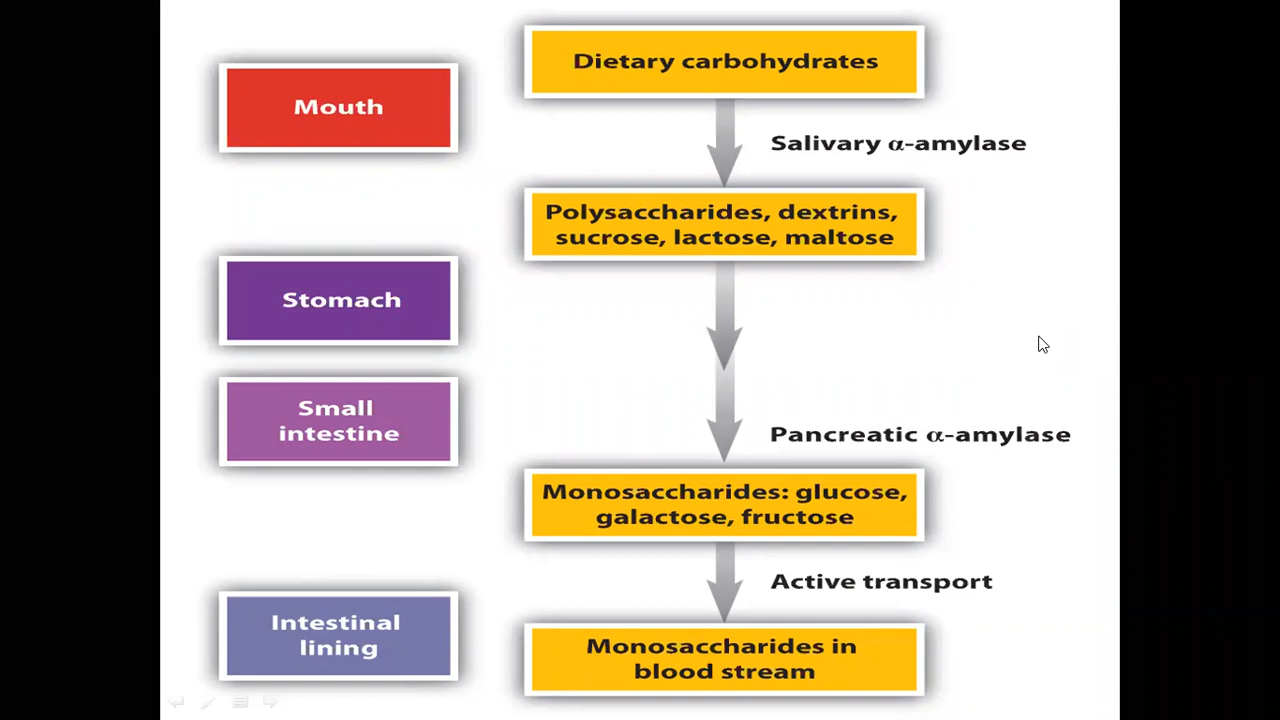 Dietary carbohydrates
Mouth
Salivary α-amylase
Polysaccharides, dextrins,
sucrose, lactose, maltose
Stomach
Small
intestine
Pancreatic α-amylase
Monosaccharides: glucose,
galactose, fructose
Active transport
Intestinal
lining
Monosaccharides in
blood stream